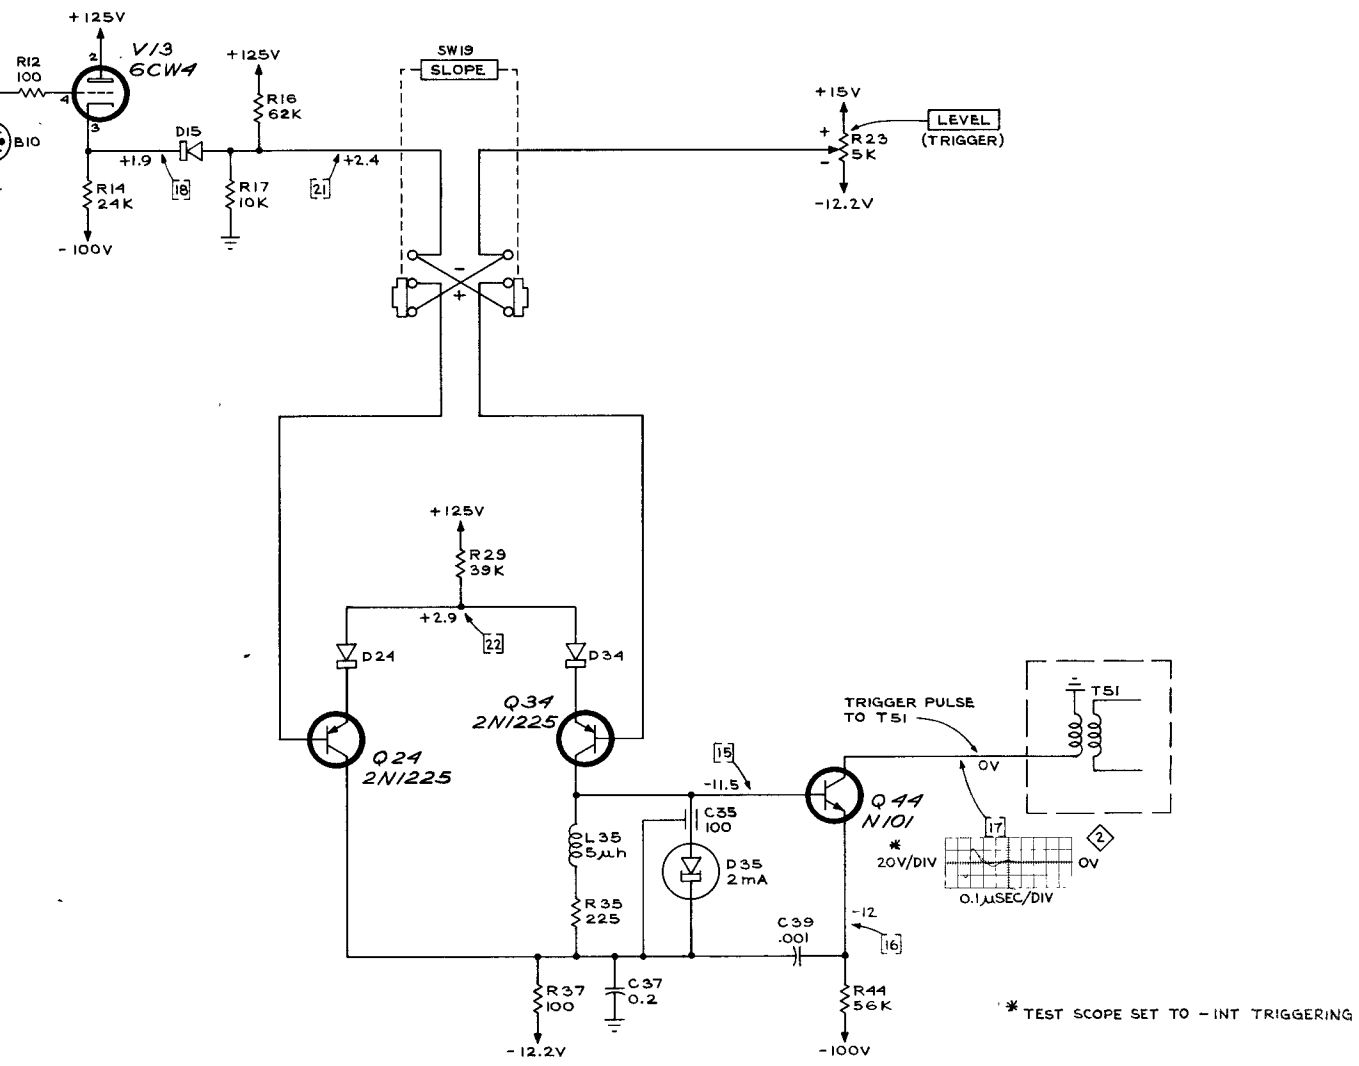 +125V
V13
6CW4
R12
100
2
4
3
B10
+1.9
D15
18
R14
24K
-100V
+125V
R16
62K
R17
10K
+2.4
21
SW19
SLOPE
-
+
+15V
+
-
R23
5K
LEVEL
(TRIGGER)
-12.2V
+125V
R29
39K
+2.9
22
D24
D34
Q24
2N1225
Q34
2N1225
15
-11.5
C35
100
L35
5μh
D35
2mA
R35
225
Q44
N101
TRIGGER PULSE
TO T51
0V
T51
17
2
*
20V/DIV
0V
0.1μSEC/DIV
C39
.001
-12
16
R37
100
-12.2V
C37
0.2
R44
56K
-100V
* TEST SCOPE SET TO -INT TRIGGERING